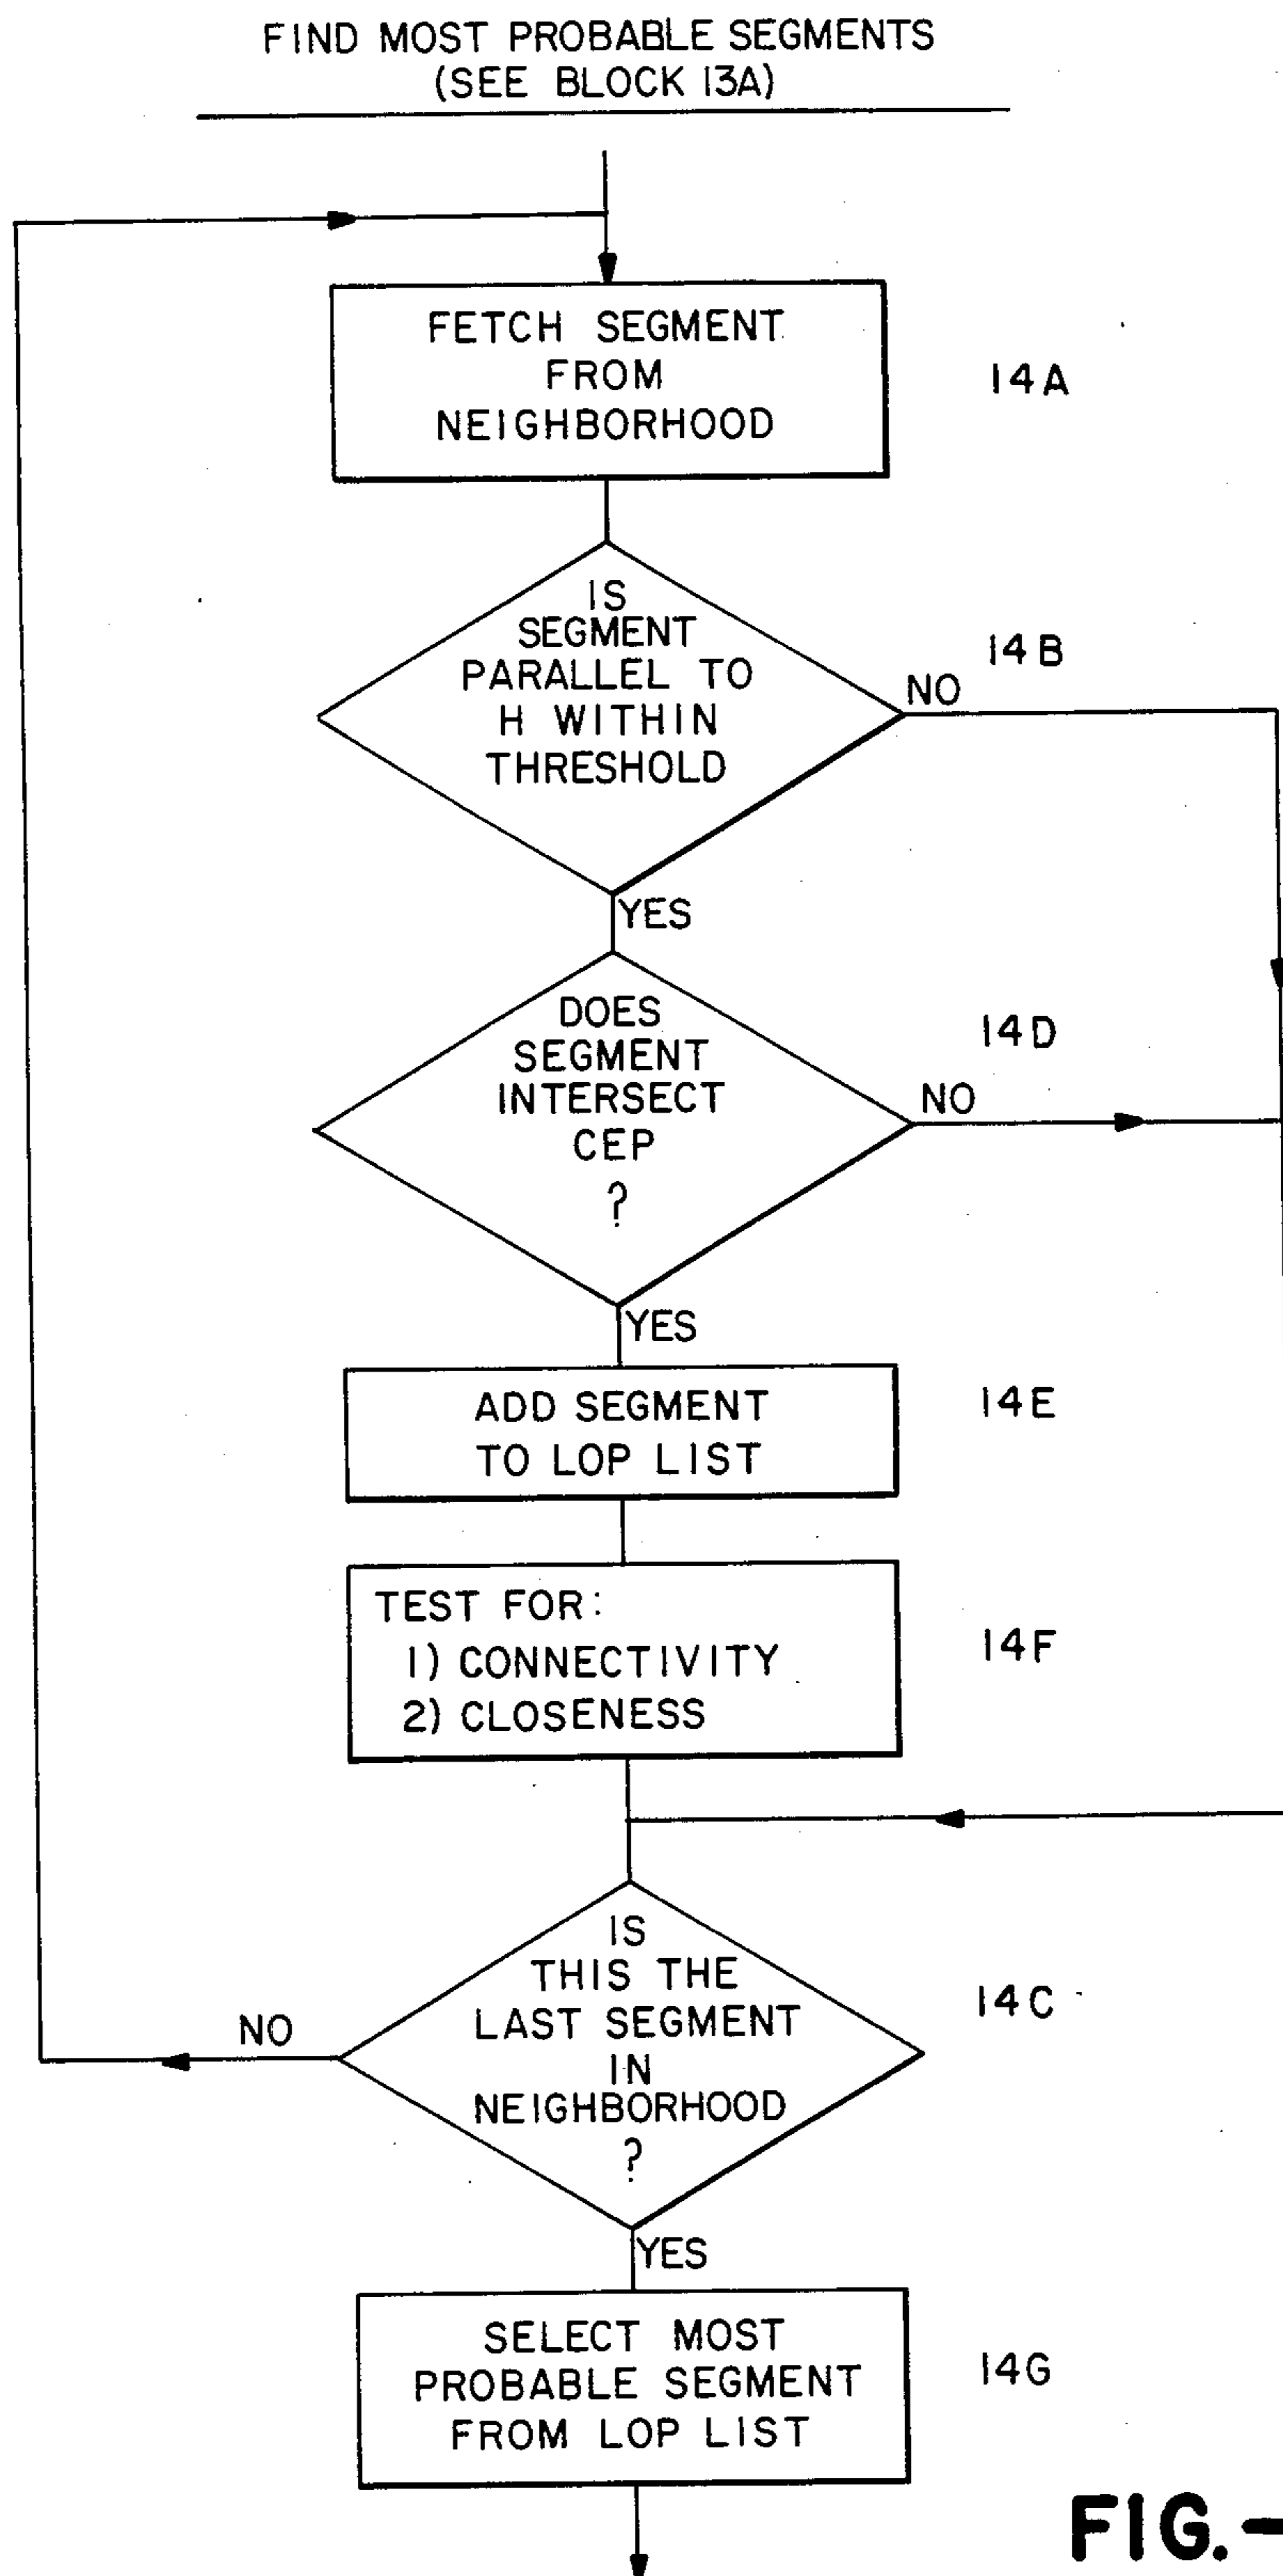 FIND MOST PROBABLE SEGMENTS
(SEE BLOCK 13A)
FETCH SEGMENT
FROM
NEIGHBORHOOD
14A
IS
SEGMENT
PARALLEL TO
H WITHIN
THRESHOLD
14B
NO
YES
DOES
SEGMENT
INTERSECT
CEP
?
14D
NO
YES
ADD SEGMENT
TO LOP LIST
14E
TEST FOR:
1) CONNECTIVITY
2) CLOSENESS
14F
IS
THIS THE
LAST SEGMENT
IN
NEIGHBORHOOD
?
14C
NO
YES
SELECT MOST
PROBABLE SEGMENT
FROM LOP LIST
14G
FIG.-